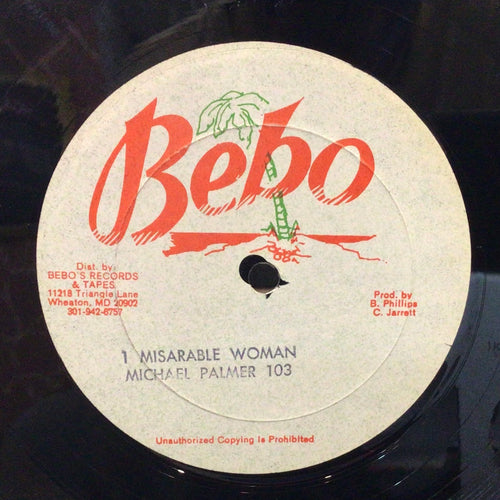 Bebo
Dist. by:
BEBO'S RECORDS
& TAPES
11218 Triangle Lane
Wheaton, MD 20902
301-942-6757
Prod. by
B. Phillips
C. Jarrett
1 MISARABLE WOMAN
MICHAEL PALMER 103
Unauthorized Copying Is Prohibited